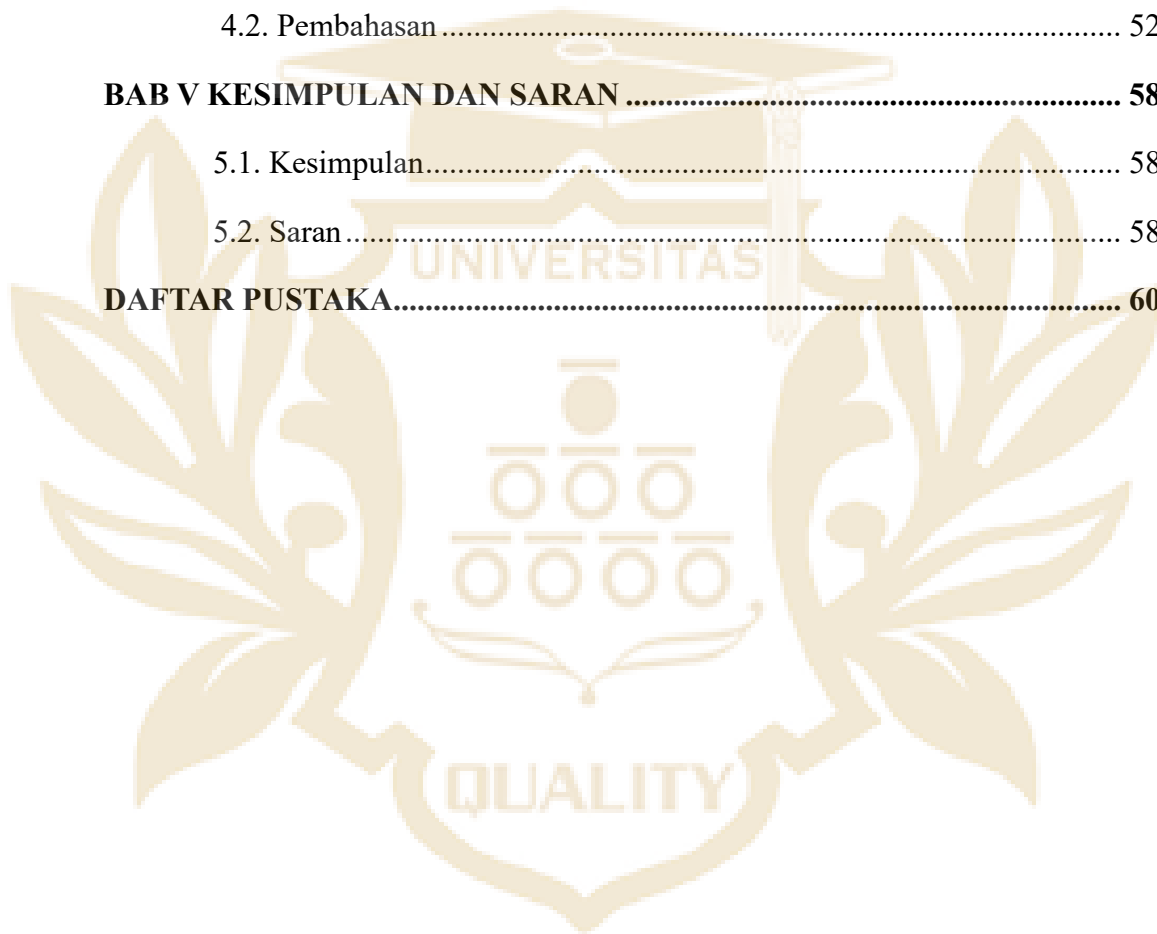 4.2. Pembahasan ........................................................................................ 52
BAB V KESIMPULAN DAN SARAN ................................................................ 58
5.1. Kesimpulan .......................................................................................... 58
5.2. Saran .................................................................................................... 58
UNIVERSITAS
DAFTAR PUSTAKA .............................................................................................. 60
QUALITY